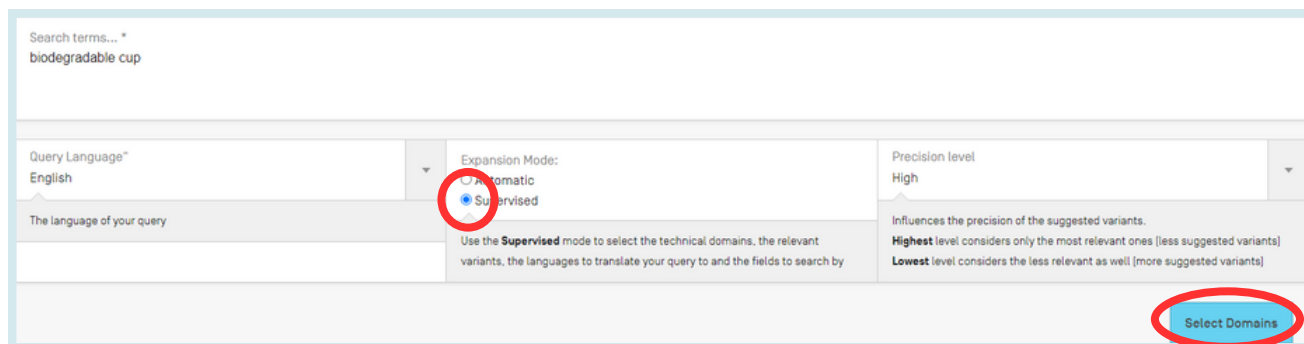 Search terms... *
biodegradable cup
Query Language*
English
The language of your query
Expansion Mode:
Automatic
Supervised
Use the Supervised mode to select the technical domains, the relevant
variants, the languages to translate your query to and the fields to search by
Precision level
High
Influences the precision of the suggested variants.
Highest level considers only the most relevant ones [less suggested variants]
Lowest level considers the less relevant as well [more suggested variants]
Select Domains